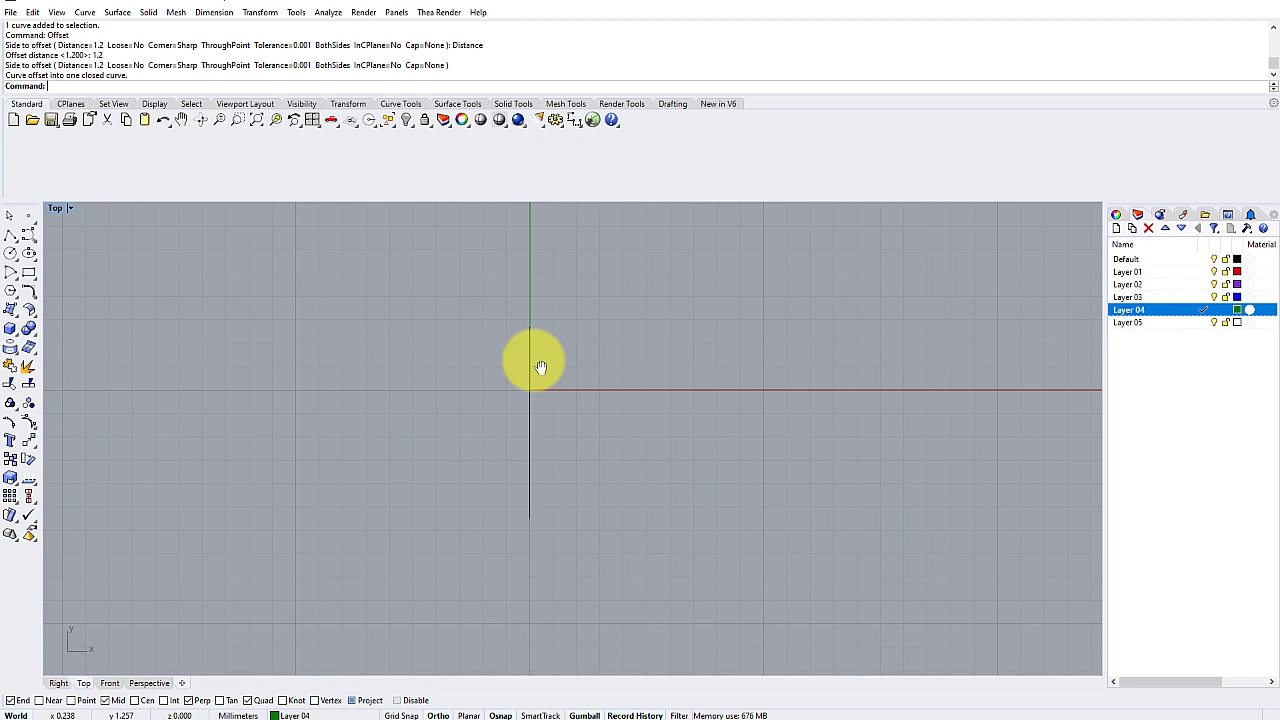 File Edit View Curve Surface Solid Mesh Dimension Transform Tools Analyze Render Panels Thea Render Help
1 curve added to selection.
Command: Offset
Side to offset ( Distance=1.2 Loose=No Corner=Sharp ThroughPoint Tolerance=0.001 BothSides InCPlane=No Cap=None ): Distance
Offset distance <1.200>: 1.2
Side to offset ( Distance=1.2 Loose=No Corner=Sharp ThroughPoint Tolerance=0.001 BothSides InCPlane=No Cap=None )
Curve offset into one closed curve.
Command:
Standard CPlanes Set View Display Select Viewport Layout Visibility Transform Curve Tools Surface Tools Solid Tools Mesh Tools Render Tools Drafting New in V6
Top
Name Material
Default
Layer 01
Layer 02
Layer 03
Layer 04
Layer 05
y
x
Right Top Front Perspective
End Near Point Mid Cen Int Perp Tan Quad Knot Vertex Project Disable
World x 0.238 y 1.257 z 0.000 Millimeters Layer 04 Grid Snap Ortho Planar Osnap SmartTrack Gumball Record History Filter Memory use: 676 MB